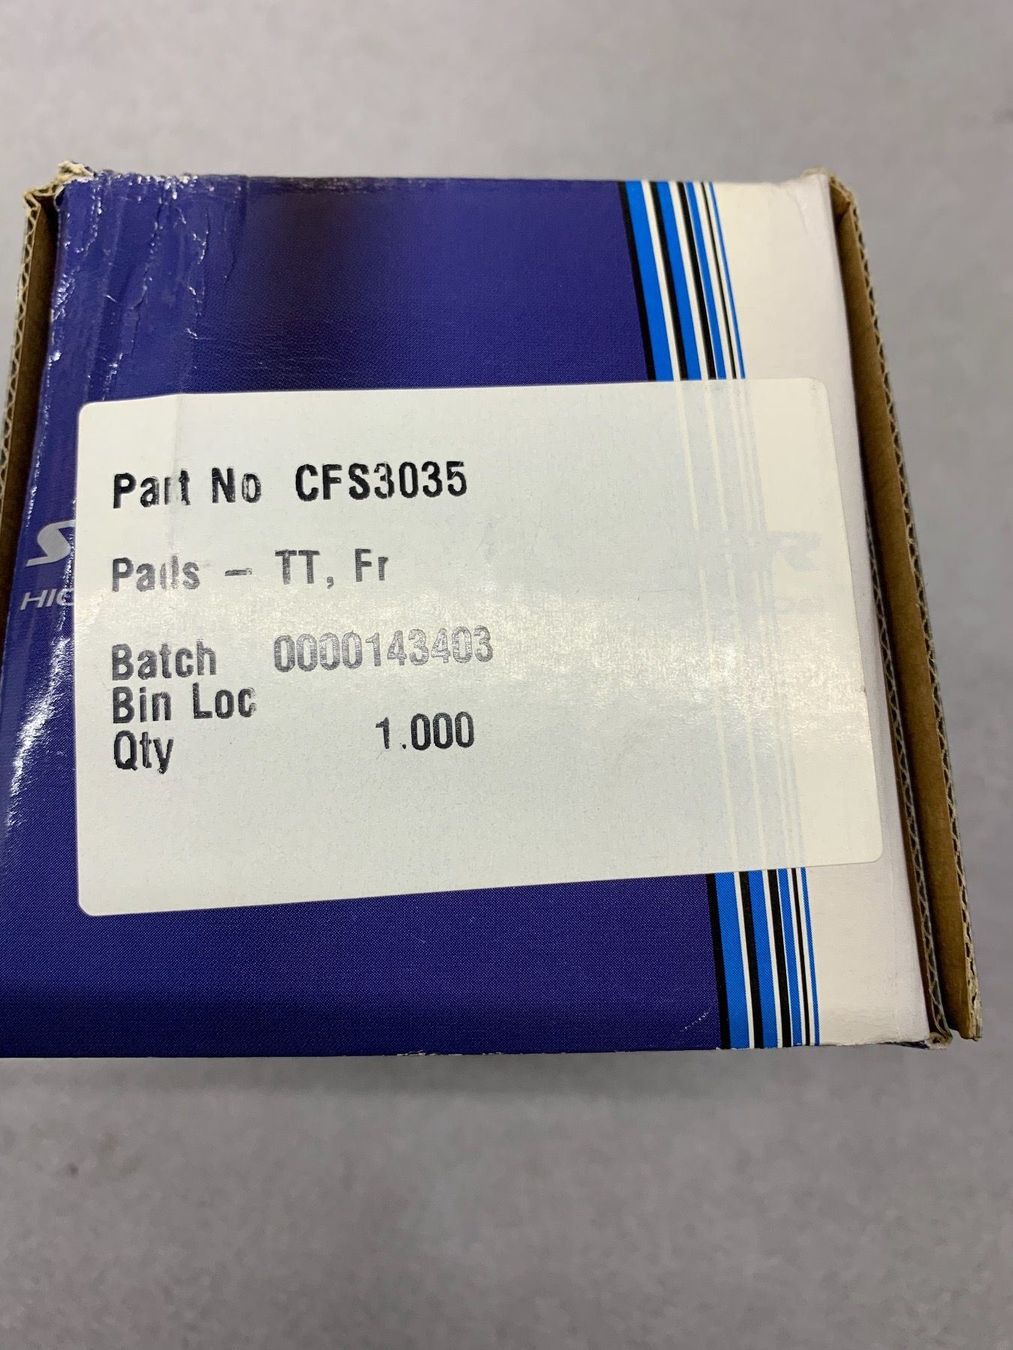 Part No CFS3035
Pads - TT, Fr
Batch 0000143403
Bin Loc
Qty 1.000